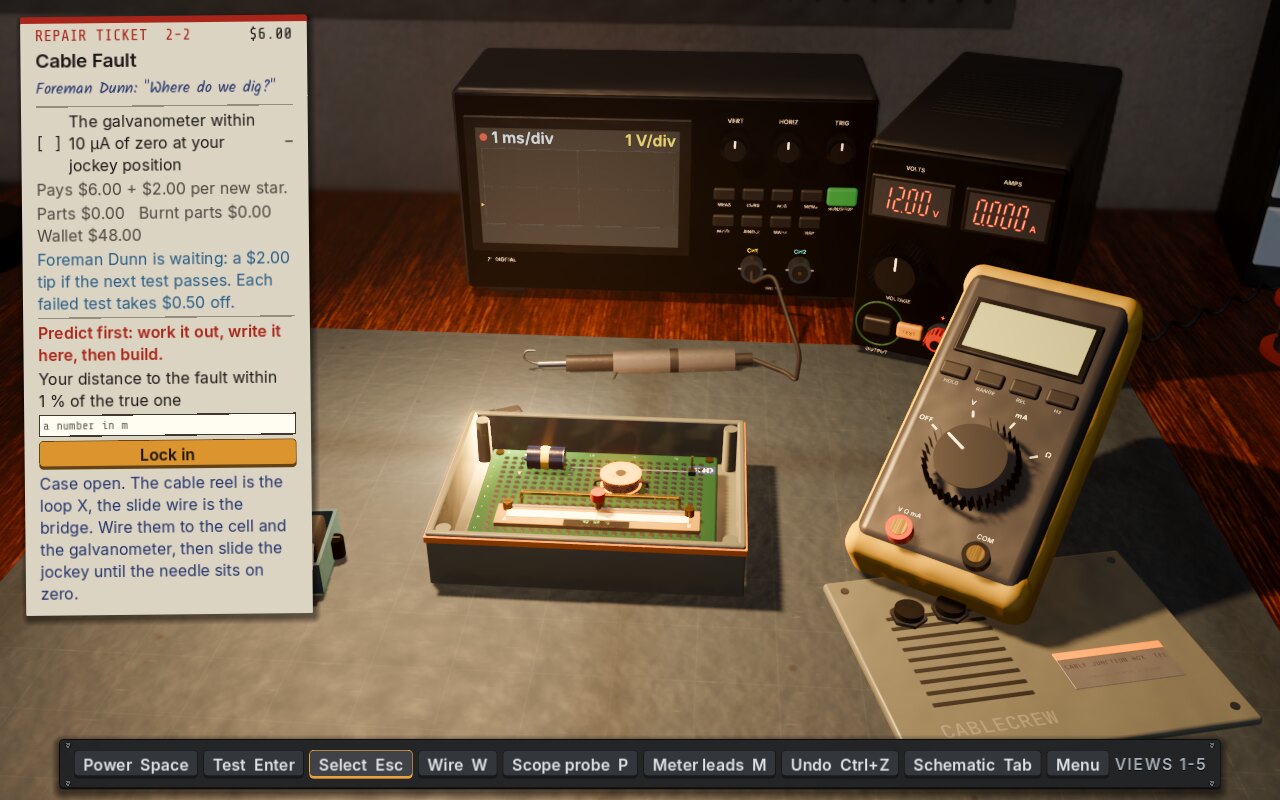 REPAIR TICKET 2-2 $6.00
Cable Fault
Foreman Dunn: "Where do we dig?"
The galvanometer within
[ ] 10 µA of zero at your –
jockey position
Pays $6.00 + $2.00 per new star.
Parts $0.00 Burnt parts $0.00
Wallet $48.00
Foreman Dunn is waiting: a $2.00
tip if the next test passes. Each
failed test takes $0.50 off.
Predict first: work it out, write it
here, then build.
Your distance to the fault within
1 % of the true one
a number in m
Lock in
Case open. The cable reel is the
loop X, the slide wire is the
bridge. Wire them to the cell and
the galvanometer, then slide the
jockey until the needle sits on
zero.
1 ms/div 1 V/div
VERT HORIZ TRIG
CH1 CH2
VOLTS AMPS
12.00 V 0.000 A
VOLTAGE
OUTPUT
HOLD RANGE REL HZ
OFF V mA Ω
V Ω mA
COM
CABLE JUNCTION BOX
CABLECREW
Power Space Test Enter Select Esc Wire W Scope probe P Meter leads M Undo Ctrl+Z Schematic Tab Menu VIEWS 1-5